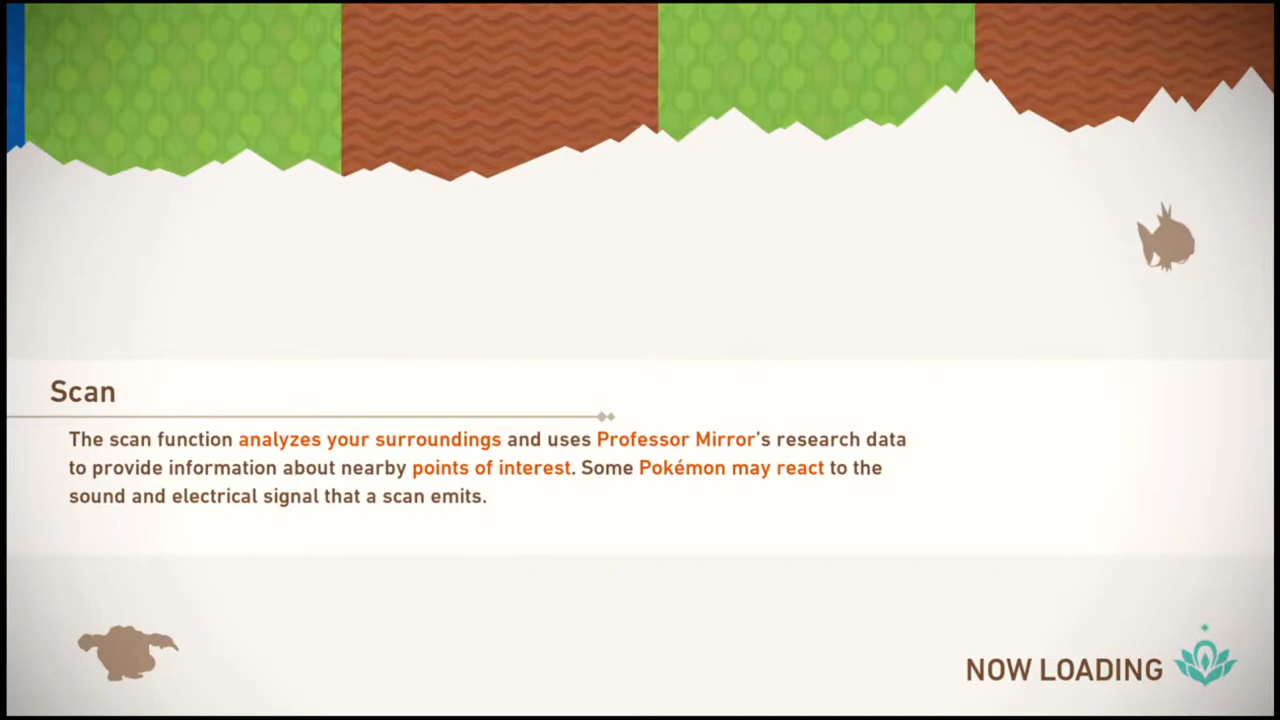 Scan
The scan function analyzes your surroundings and uses Professor Mirror's research data
to provide information about nearby points of interest. Some Pokémon may react to the
sound and electrical signal that a scan emits.
NOW LOADING